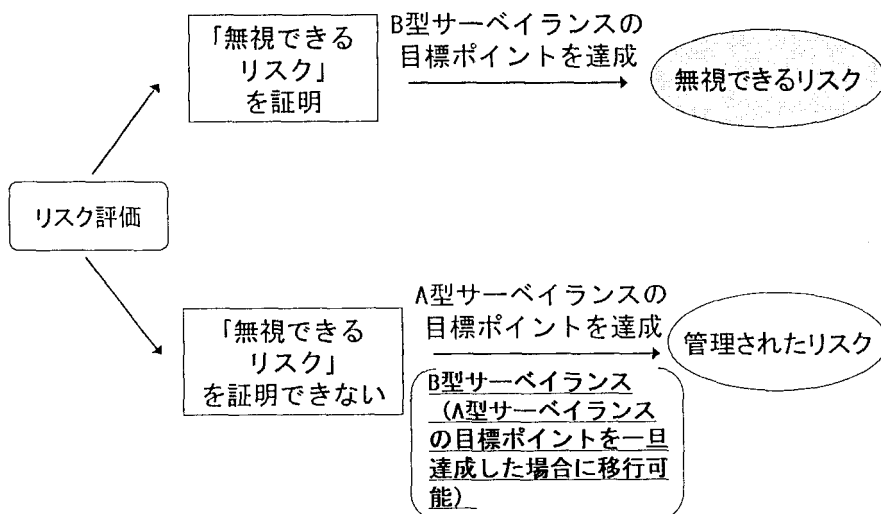 「無視できる
リスク」
を証明
B型サーベイランスの
目標ポイントを達成
無視できるリスク
リスク評価
「無視できる
リスク」
を証明できない
A型サーベイランスの
目標ポイントを達成
管理されたリスク
B型サーベイランス
（A型サーベイランス
の目標ポイントを一旦
達成した場合に移行可
能）